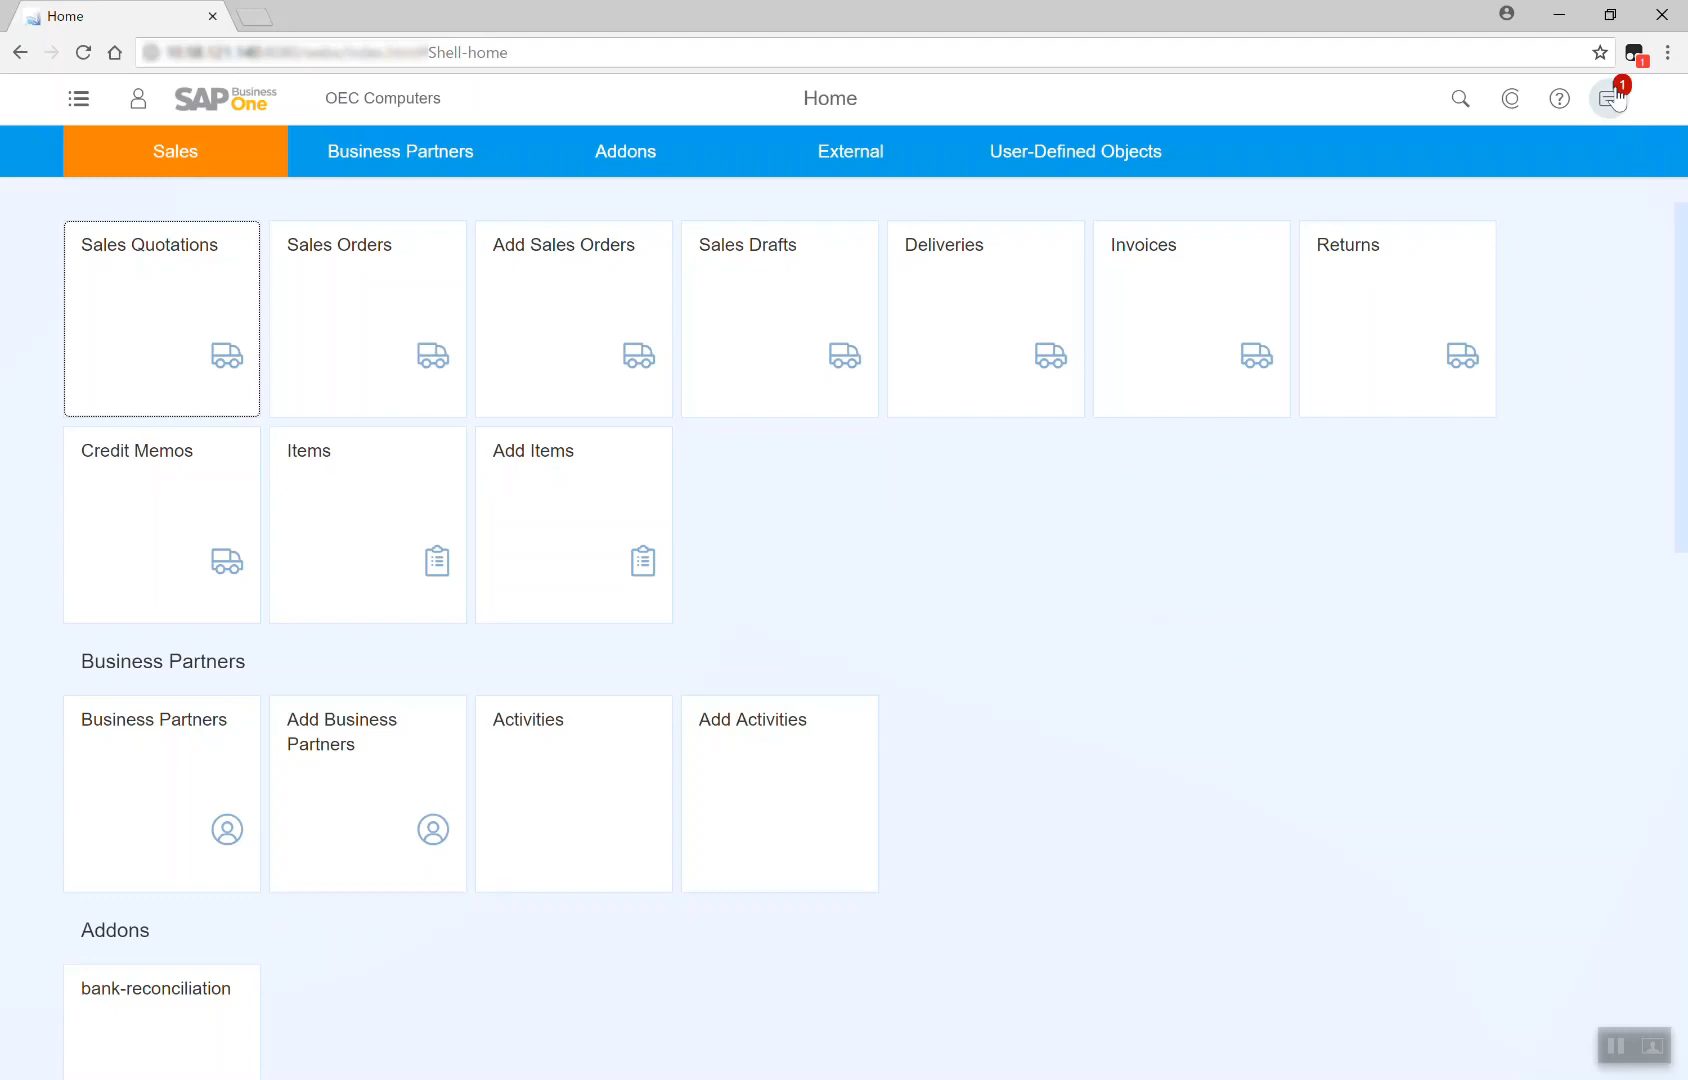 Home
Shell-home
1
SAP Business One
OEC Computers
Home
1
Sales
Business Partners
Addons
External
User-Defined Objects
Sales Quotations
Sales Orders
Add Sales Orders
Sales Drafts
Deliveries
Invoices
Returns
Credit Memos
Items
Add Items
Business Partners
Business Partners
Add Business
Partners
Activities
Add Activities
Addons
bank-reconciliation